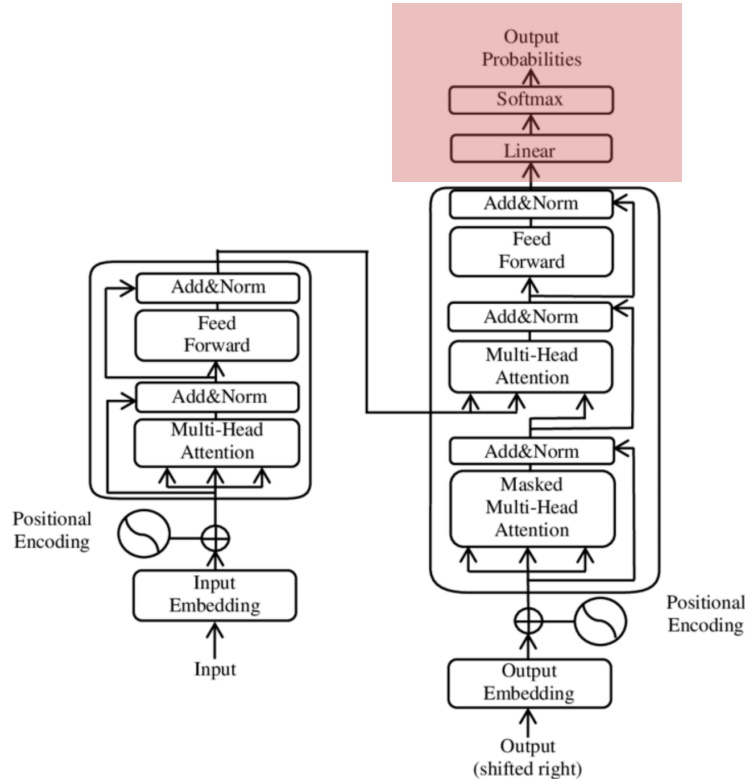 Output
Probabilities
Softmax
Linear
Add&Norm
Feed
Forward
Add&Norm
Multi-Head
Attention
Add&Norm
Masked
Multi-Head
Attention
Positional
Encoding
Output
Embedding
Output
(shifted right)
Add&Norm
Feed
Forward
Add&Norm
Multi-Head
Attention
Positional
Encoding
Input
Embedding
Input